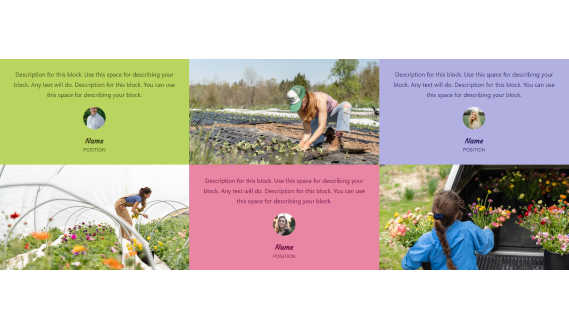 Description for this block. Use this space for describing your
block. Any text will do. Description for this block. You can use
this space for describing your block.
Name
POSITION
Description for this block. Use this space for describing your
block. Any text will do. Description for this block. You can use
this space for describing your block.
Name
POSITION
Description for this block. Use this space for describing your
block. Any text will do. Description for this block. You can use
this space for describing your block.
Name
POSITION